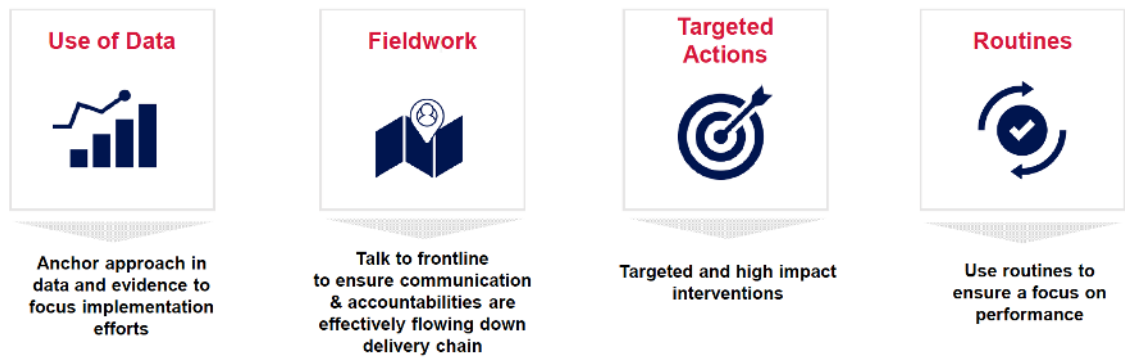 Use of Data
Anchor approach in
data and evidence to
focus implementation
efforts
Fieldwork
Talk to frontline
to ensure communication
& accountabilities are
effectively flowing down
delivery chain
Targeted
Actions
Targeted and high impact
interventions
Routines
Use routines to
ensure a focus on
performance